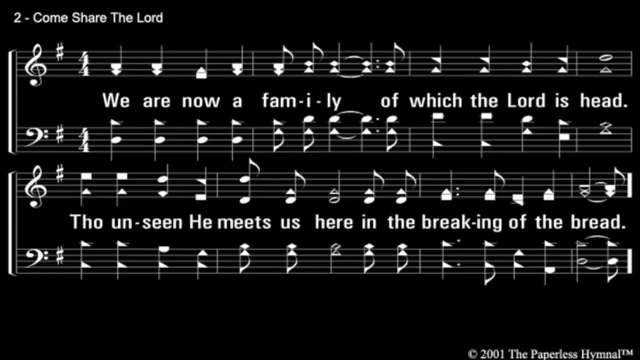 2 - Come Share The Lord
We are now a fam-i-ly of which the Lord is head.
Tho un-seen He meets us here in the break-ing of the bread.
© 2001 The Paperless Hymnal™